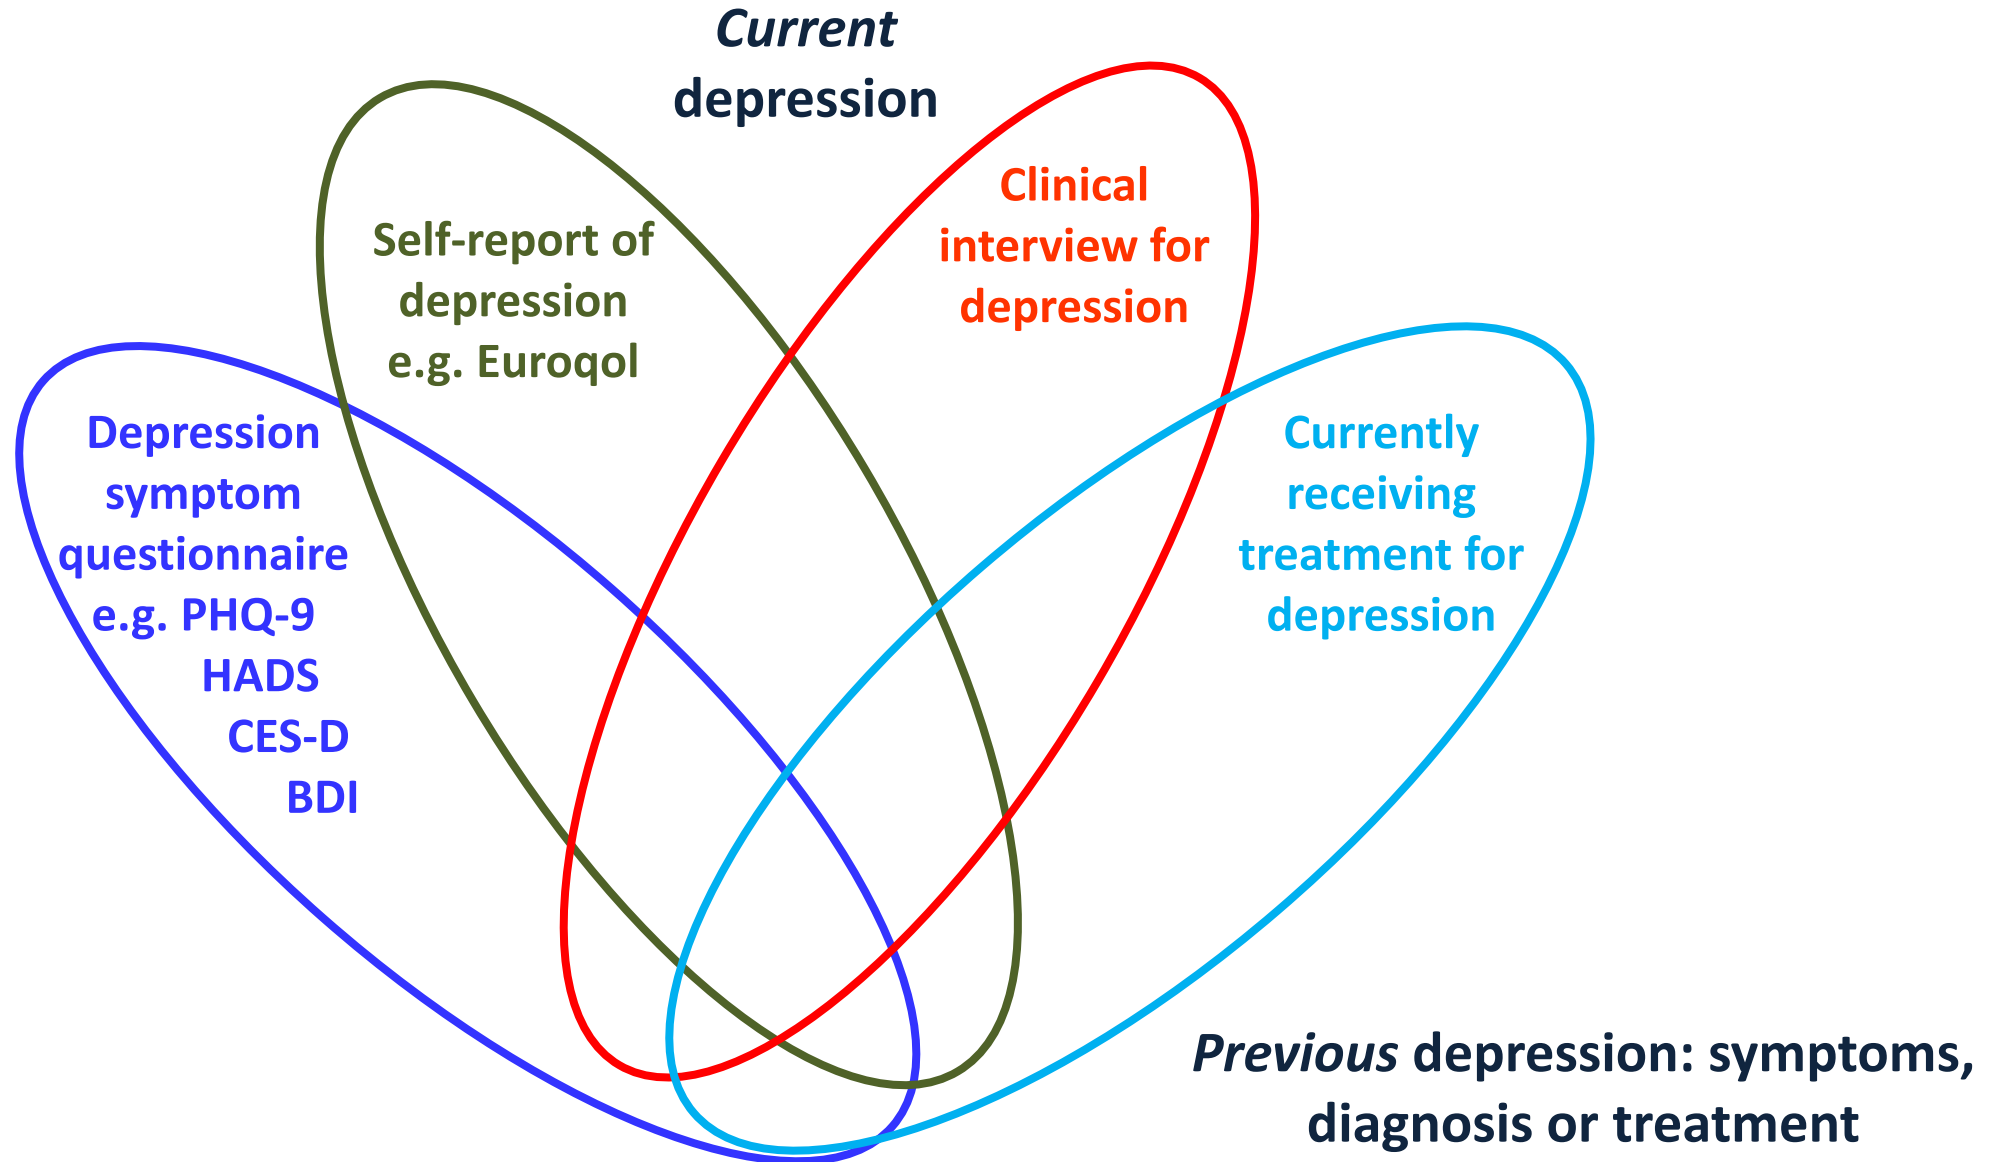 Current
depression
Self-report of
depression
e.g. Euroqol
Clinical
interview for
depression
Depression
symptom
questionnaire
e.g. PHQ-9
HADS
CES-D
BDI
Currently
receiving
treatment for
depression
Previous depression: symptoms,
diagnosis or treatment